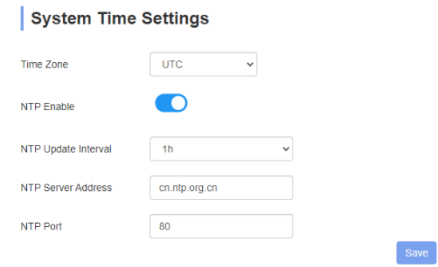 System Time Settings
Time Zone UTC
NTP Enable
NTP Update Interval 1h
NTP Server Address cn.ntp.org.cn
NTP Port 80
Save